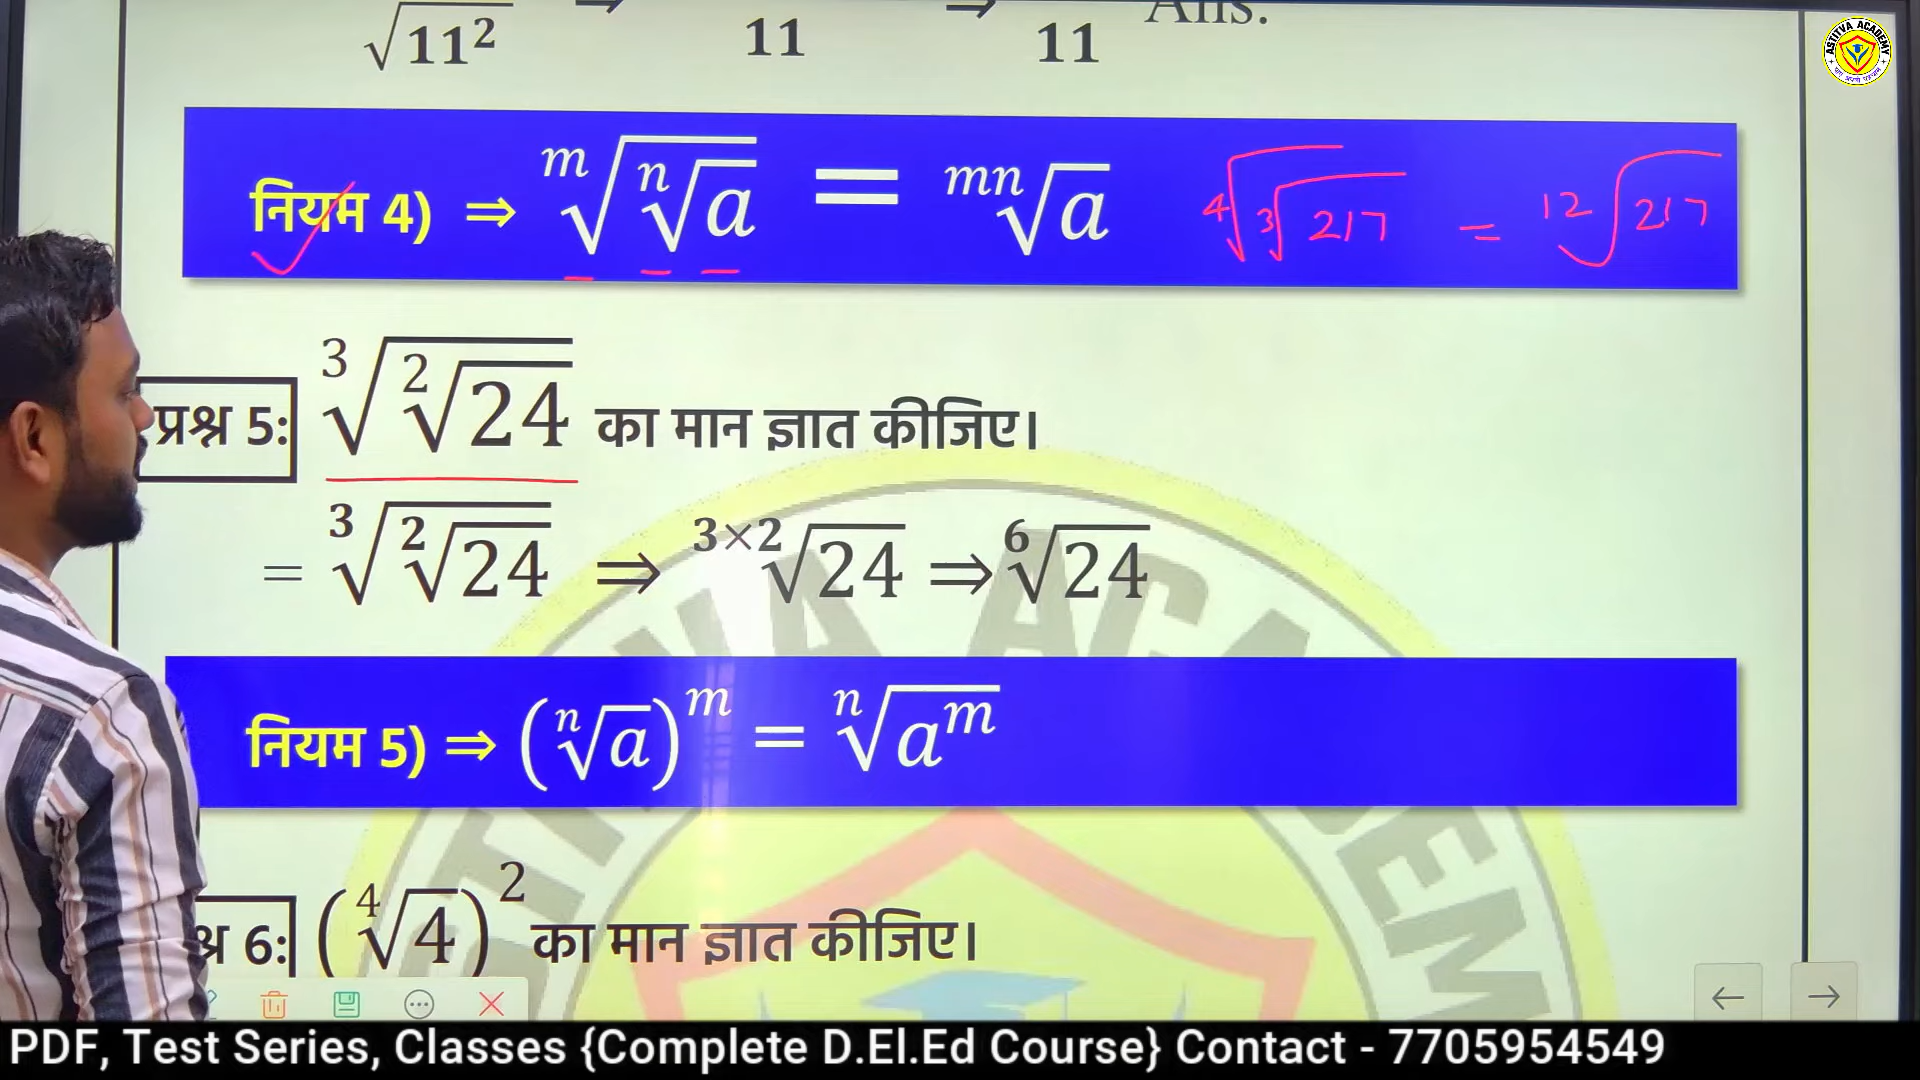 √11² ⇒ 11 ⇒ 11 Ans.
ASTITVA ACADEMY
नियम 4) ⇒ ᵐ√ⁿ√a = ᵐⁿ√a ⁴√³√217 = ¹²√217
प्रश्न 5: ³√²√24 का मान ज्ञात कीजिए।
= ³√²√24 ⇒ ³ˣ²√24 ⇒ ⁶√24
नियम 5) ⇒ (ⁿ√a)ᵐ = ⁿ√aᵐ
श्न 6: (⁴√4)² का मान ज्ञात कीजिए।
PDF, Test Series, Classes {Complete D.El.Ed Course} Contact - 7705954549